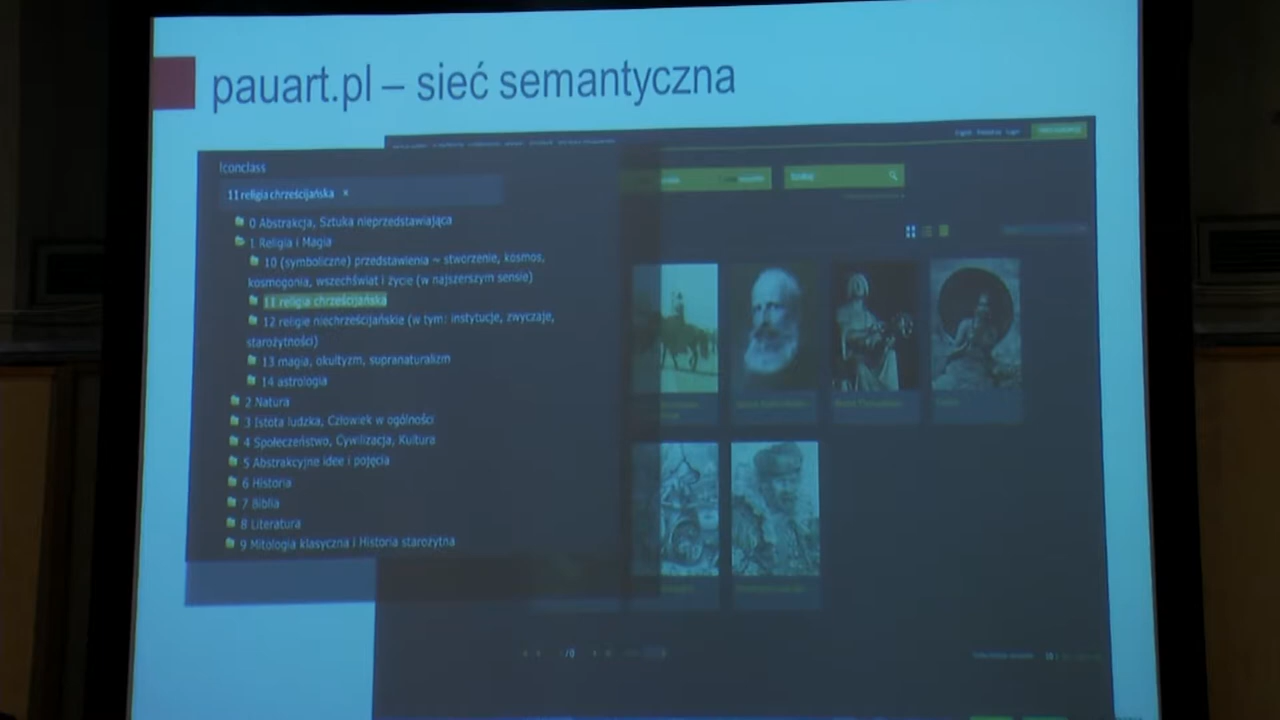 pauart.pl – sieć semantyczna
Iconclass
11 religia chrześcijańska ×
0 Abstrakcja, Sztuka nieprzedstawiająca
1 Religia i Magia
10 (symboliczne) przedstawienia ~ stworzenie, kosmos,
kosmogonia, wszechświat i życie (w najszerszym sensie)
11 religia chrześcijańska
12 religie niechrześcijańskie (w tym: instytucje, zwyczaje,
starożytności)
13 magia, okultyzm, supranaturalizm
14 astrologia
2 Natura
3 Istota ludzka, Człowiek w ogólności
4 Społeczeństwo, Cywilizacja, Kultura
5 Abstrakcyjne idee i pojęcia
6 Historia
7 Biblia
8 Literatura
9 Mitologia klasyczna i Historia starożytna